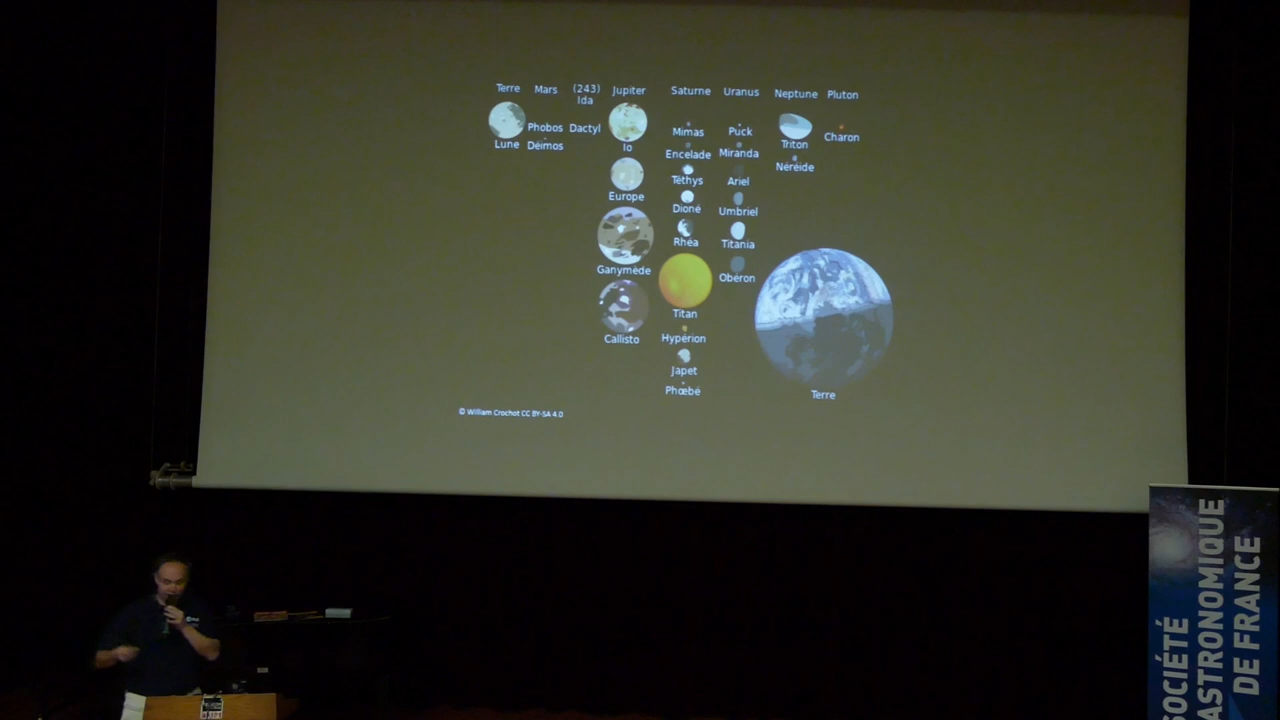 Terre Mars (243) Ida Jupiter Saturne Uranus Neptune Pluton
Lune
Phobos
Déimos
Dactyl
Io
Europe
Ganymède
Callisto
Mimas
Encelade
Téthys
Dioné
Rhéa
Titan
Hypérion
Japet
Phœbé
Puck
Miranda
Ariel
Umbriel
Titania
Obéron
Triton
Néréide
Charon
Terre
© William Crochot CC BY-SA 4.0
SOCIÉTÉ
ASTRONOMIQUE
DE FRANCE